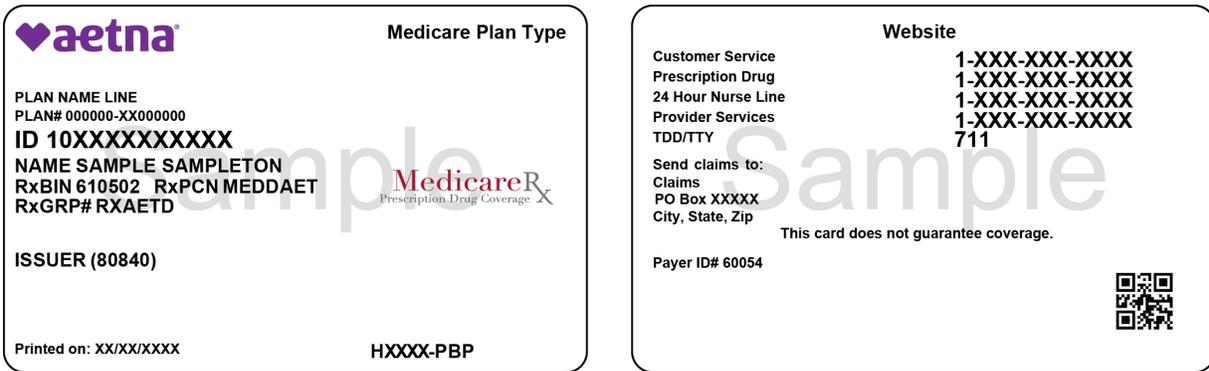 aetna®
Medicare Plan Type
PLAN NAME LINE
PLAN# 000000-XX000000
ID 10XXXXXXXXXX
NAME SAMPLE SAMPLETON
RxBIN 610502 RxPCN MEDDAET
RxGRP# RXAETD
MedicareRx
Prescription Drug Coverage
ISSUER (80840)
Printed on: XX/XX/XXXX
HXXXX-PBP
Sample
Website
Customer Service 1-XXX-XXX-XXXX
Prescription Drug 1-XXX-XXX-XXXX
24 Hour Nurse Line 1-XXX-XXX-XXXX
Provider Services 1-XXX-XXX-XXXX
TDD/TTY 711
Send claims to:
Claims
PO Box XXXXX
City, State, Zip
This card does not guarantee coverage.
Payer ID# 60054
Sample